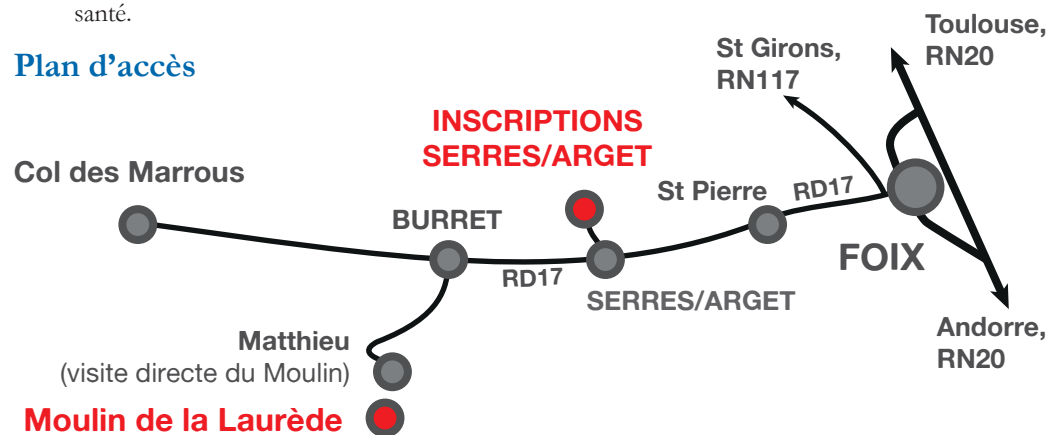 santé.
Plan d’accès
Toulouse,
RN20
St Girons,
RN117
INSCRIPTIONS
SERRES/ARGET
Col des Marrous
St Pierre
RD17
BURRET
FOIX
RD17
SERRES/ARGET
Andorre,
RN20
Matthieu
(visite directe du Moulin)
Moulin de la Laurède